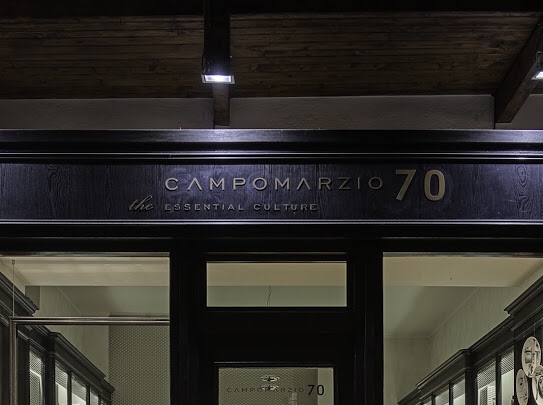 CAMPOMARZIO 70
the ESSENTIAL CULTURE
CAMPOMARZIO 70